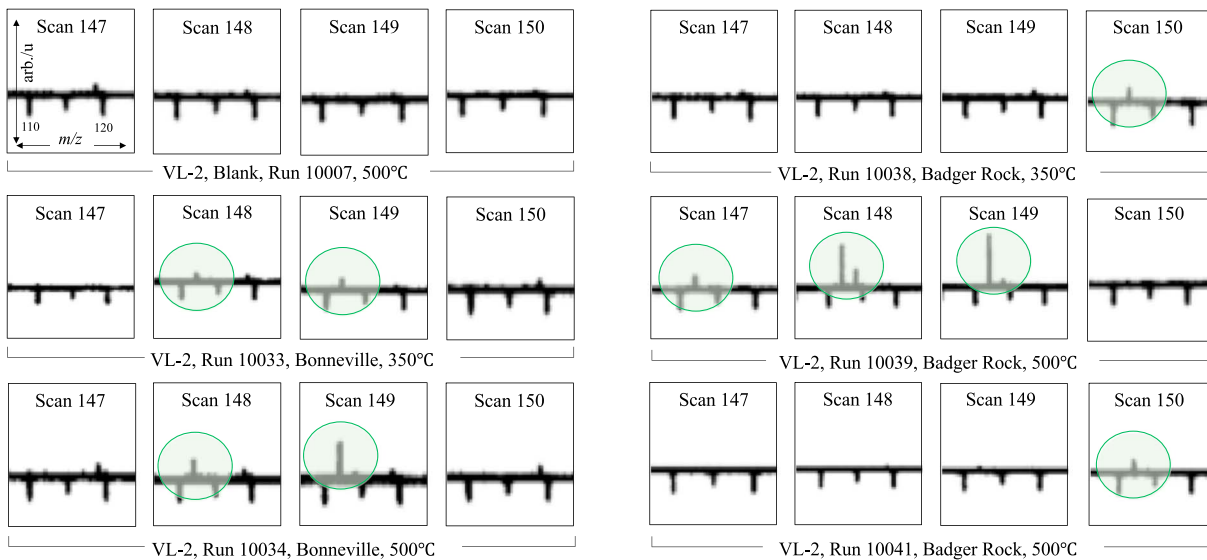 Scan 147
Scan 148
Scan 149
Scan 150
arb./u
110
120
m/z
VL-2, Blank, Run 10007, 500℃
Scan 147
Scan 148
Scan 149
Scan 150
VL-2, Run 10038, Badger Rock, 350℃
Scan 147
Scan 148
Scan 149
Scan 150
VL-2, Run 10033, Bonneville, 350℃
Scan 147
Scan 148
Scan 149
Scan 150
VL-2, Run 10039, Badger Rock, 500℃
Scan 147
Scan 148
Scan 149
Scan 150
VL-2, Run 10034, Bonneville, 500℃
Scan 147
Scan 148
Scan 149
Scan 150
VL-2, Run 10041, Badger Rock, 500℃